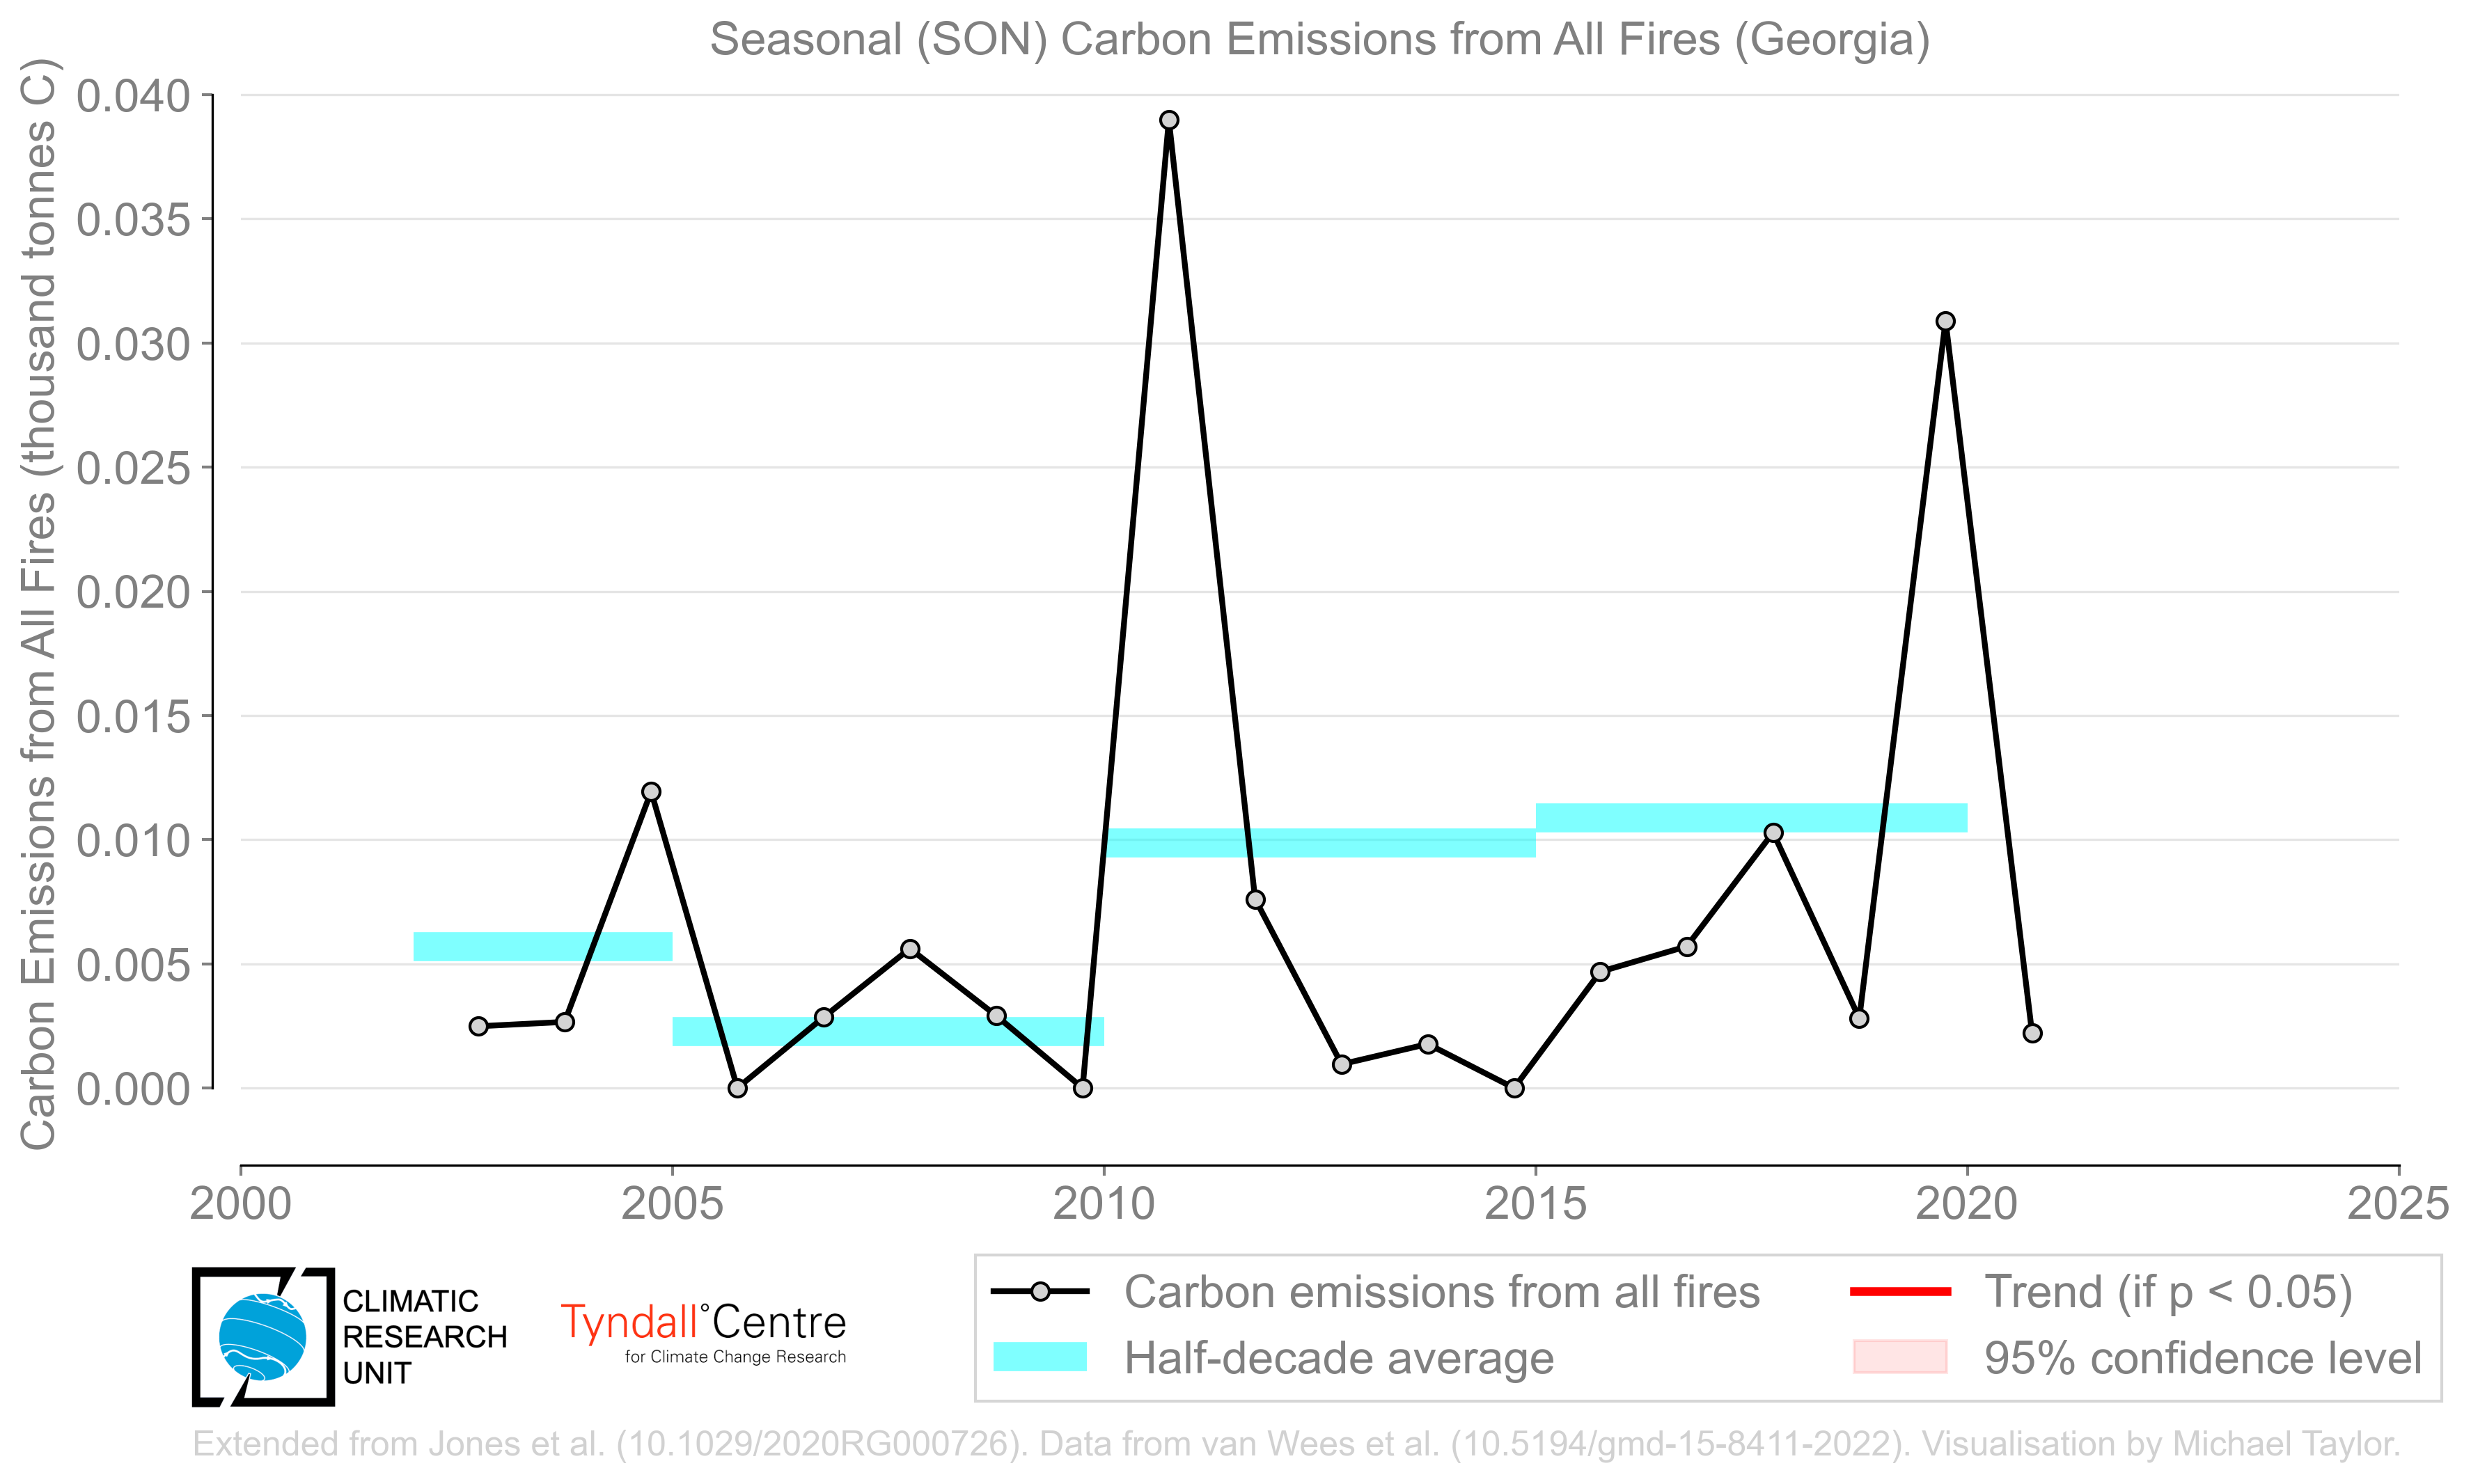 Seasonal (SON) Carbon Emissions from All Fires (Georgia)
Carbon Emissions from All Fires (thousand tonnes C)
0.040
0.035
0.030
0.025
0.020
0.015
0.010
0.005
0.000
2000 2005 2010 2015 2020 2025
CLIMATIC
RESEARCH
UNIT
Tyndall°Centre
for Climate Change Research
Carbon emissions from all fires
Half-decade average
Trend (if p < 0.05)
95% confidence level
Extended from Jones et al. (10.1029/2020RG000726). Data from van Wees et al. (10.5194/gmd-15-8411-2022). Visualisation by Michael Taylor.